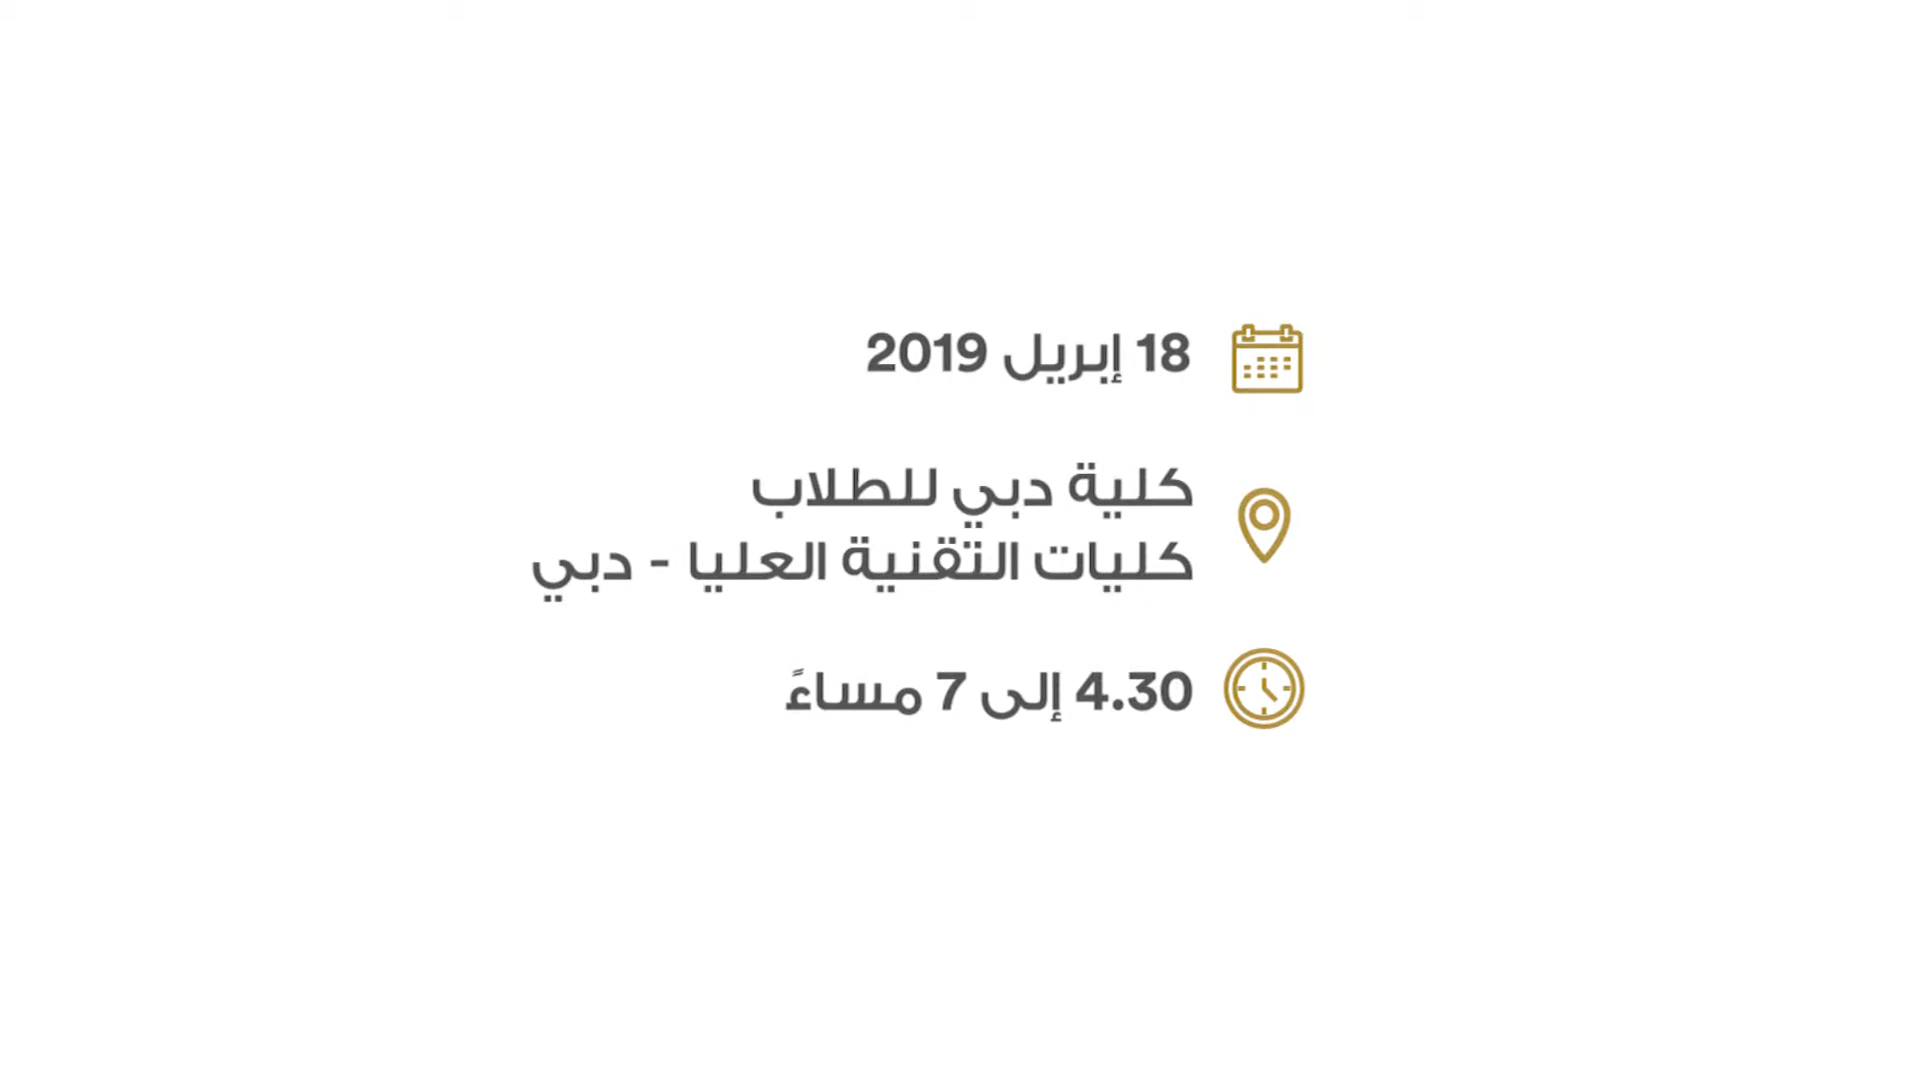 18 إبريل 2019
كلية دبي للطلاب
كليات التقنية العليا - دبي
4.30 إلى 7 مساءً